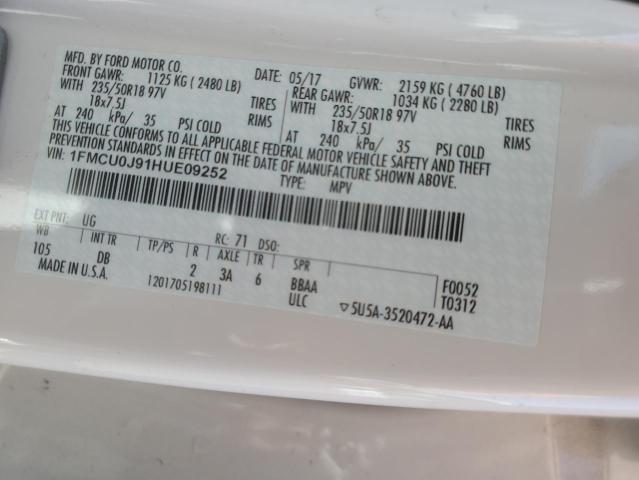 MFD. BY FORD MOTOR CO.
DATE: 05/17 GVWR: 2159 KG ( 4760 LB)
FRONT GAWR: 1125 KG ( 2480 LB) REAR GAWR: 1034 KG ( 2280 LB)
WITH 235/50R18 97V TIRES WITH 235/50R18 97V TIRES
18x7.5J 18x7.5J
AT 240 kPa/ 35 PSI COLD AT 240 kPa/ 35 PSI COLD
THIS VEHICLE CONFORMS TO ALL APPLICABLE FEDERAL MOTOR VEHICLE SAFETY AND THEFT
PREVENTION STANDARDS IN EFFECT ON THE DATE OF MANUFACTURE SHOWN ABOVE.
VIN: 1FMCU0J91HUE09252
TYPE: MPV
EXT PNT: UG RC: 71 DSO:
WB INT TR TP/PS R AXLE TR SPR
105 DB 2 3A 6 BBAA F0052
MADE IN U.S.A. 1201705198111 ULC T0312
▽5U5A-3520472-AA